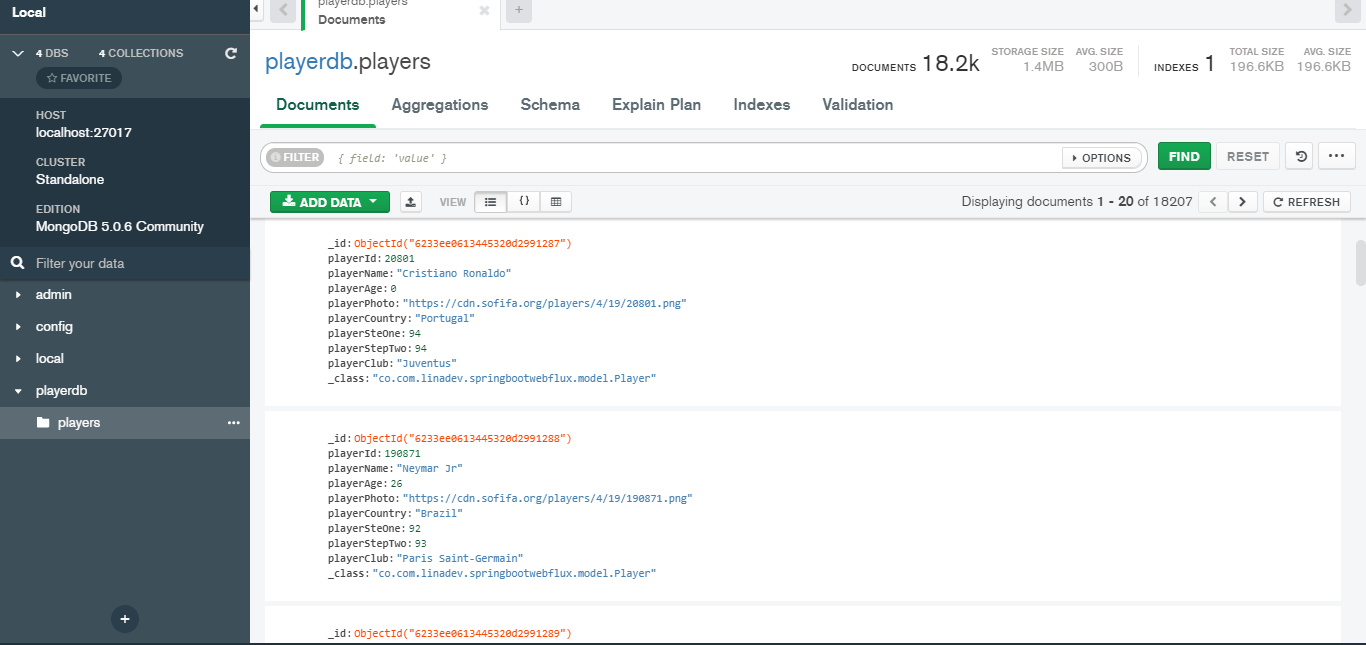 Local
4 DBS 4 COLLECTIONS
FAVORITE
HOST
localhost:27017
CLUSTER
Standalone
EDITION
MongoDB 5.0.6 Community
Filter your data
admin
config
local
playerdb
players
playerdb.players
Documents
playerdb.players
DOCUMENTS 18.2k
STORAGE SIZE
1.4MB
AVG. SIZE
300B
INDEXES 1
TOTAL SIZE
196.6KB
AVG. SIZE
196.6KB
Documents Aggregations Schema Explain Plan Indexes Validation
FILTER { field: 'value' } OPTIONS FIND RESET
ADD DATA VIEW { } Displaying documents 1 - 20 of 18207 REFRESH
_id: ObjectId("6233ee0613445320d2991287")
playerId: 20801
playerName: "Cristiano Ronaldo"
playerAge: 0
playerPhoto: "https://cdn.sofifa.org/players/4/19/20801.png"
playerCountry: "Portugal"
playerSteOne: 94
playerStepTwo: 94
playerClub: "Juventus"
_class: "co.com.linadev.springbootwebflux.model.Player"
_id: ObjectId("6233ee0613445320d2991288")
playerId: 190871
playerName: "Neymar Jr"
playerAge: 26
playerPhoto: "https://cdn.sofifa.org/players/4/19/190871.png"
playerCountry: "Brazil"
playerSteOne: 92
playerStepTwo: 93
playerClub: "Paris Saint-Germain"
_class: "co.com.linadev.springbootwebflux.model.Player"
_id: ObjectId("6233ee0613445320d2991289")